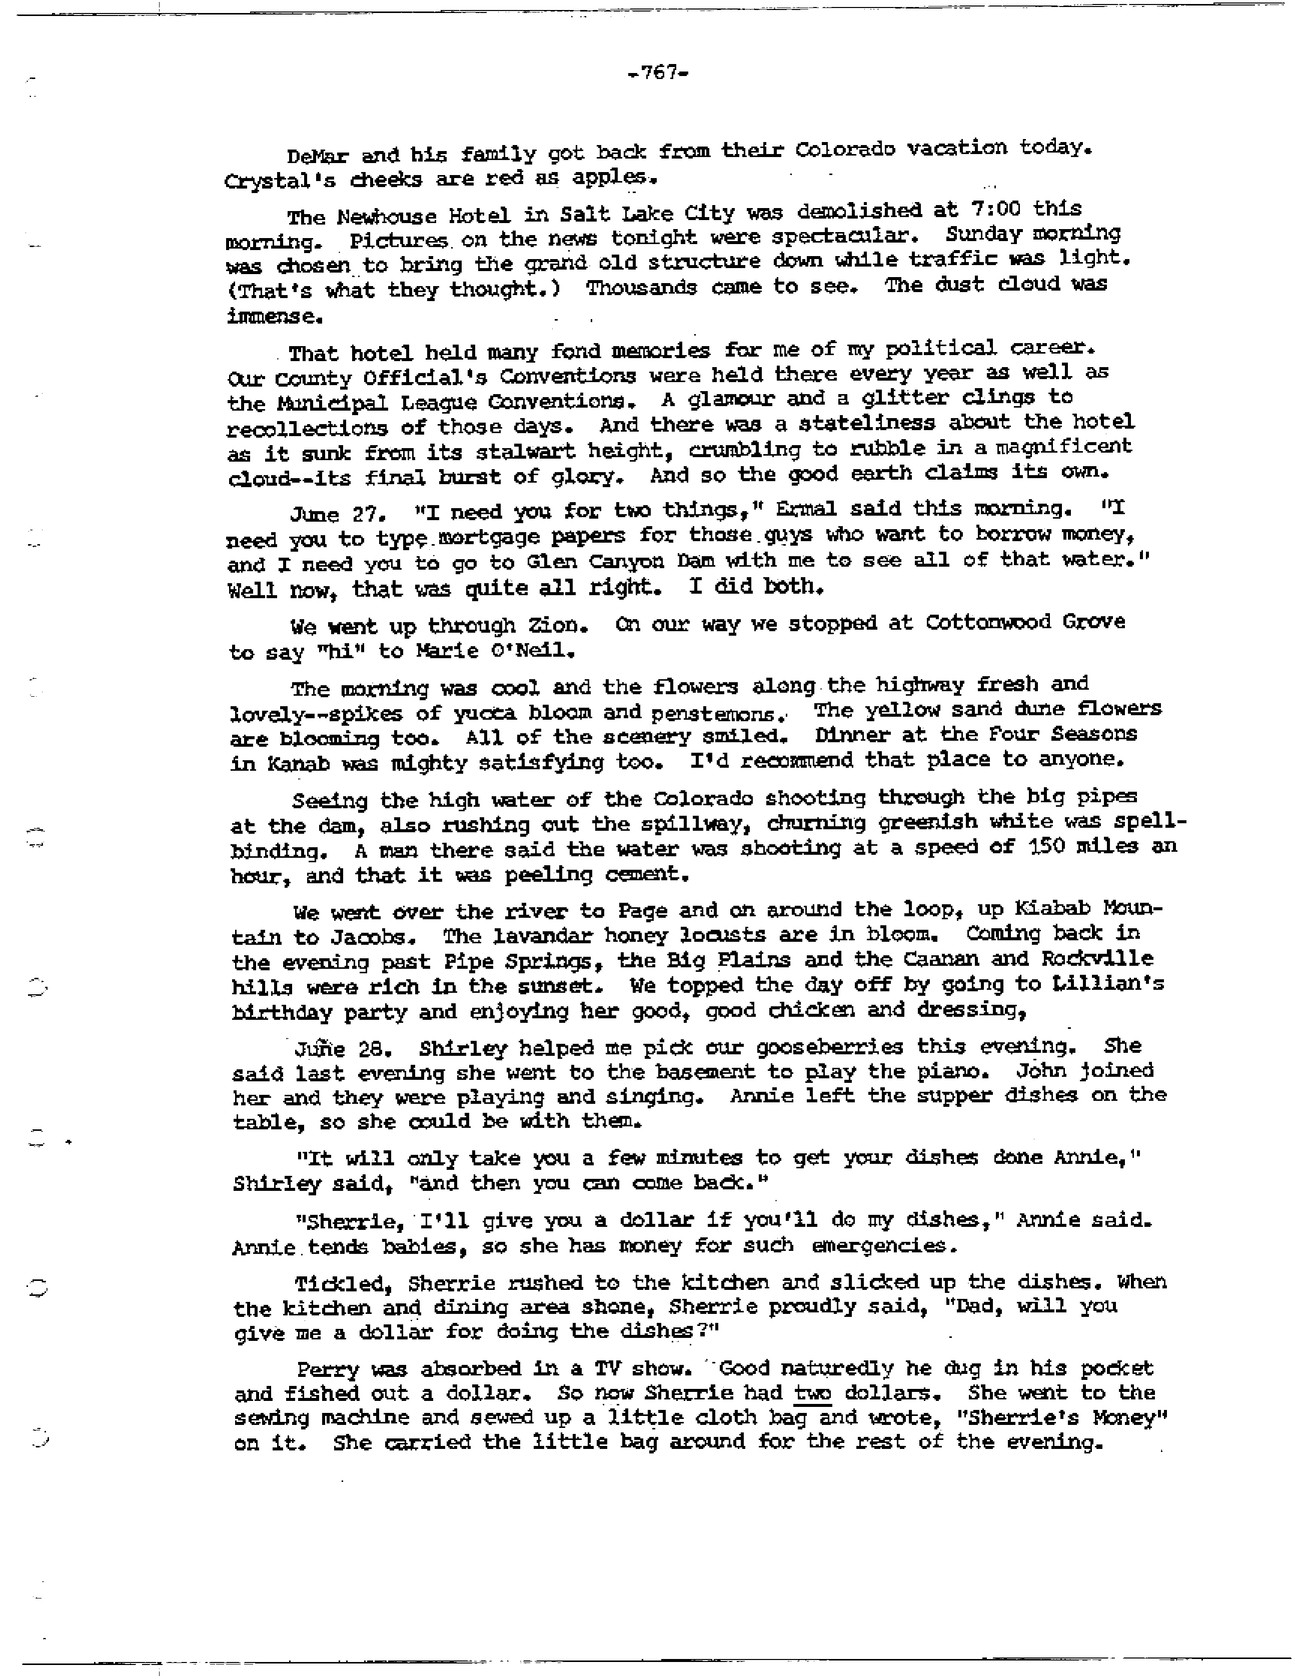 -767-
DeMar and his family got back from their Colorado vacation today.
Crystal's cheeks are red as apples.
The Newhouse Hotel in Salt Lake City was demolished at 7:00 this
morning. Pictures on the news tonight were spectacular. Sunday morning
was chosen to bring the grand old structure down while traffic was light.
(That's what they thought.) Thousands came to see. The dust cloud was
immense.
That hotel held many fond memories for me of my political career.
Our County Official's Conventions were held there every year as well as
the Municipal League Conventions. A glamour and a glitter clings to
recollections of those days. And there was a stateliness about the hotel
as it sunk from its stalwart height, crumbling to rubble in a magnificent
cloud--its final burst of glory. And so the good earth claims its own.
June 27. "I need you for two things," Ermal said this morning. "I
need you to type mortgage papers for those guys who want to borrow money,
and I need you to go to Glen Canyon Dam with me to see all of that water."
Well now, that was quite all right. I did both.
We went up through Zion. On our way we stopped at Cottonwood Grove
to say "hi" to Marie O'Neil.
The morning was cool and the flowers along the highway fresh and
lovely--spikes of yucca bloom and penstemons. The yellow sand dune flowers
are blooming too. All of the scenery smiled. Dinner at the Four Seasons
in Kanab was mighty satisfying too. I'd recommend that place to anyone.
Seeing the high water of the Colorado shooting through the big pipes
at the dam, also rushing out the spillway, churning greenish white was spell-
binding. A man there said the water was shooting at a speed of 150 miles an
hour, and that it was peeling cement.
We went over the river to Page and on around the loop, up Kiabab Moun-
tain to Jacobs. The lavandar honey locusts are in bloom. Coming back in
the evening past Pipe Springs, the Big Plains and the Caanan and Rockville
hills were rich in the sunset. We topped the day off by going to Lillian's
birthday party and enjoying her good, good chicken and dressing,
June 28. Shirley helped me pick our gooseberries this evening. She
said last evening she went to the basement to play the piano. John joined
her and they were playing and singing. Annie left the supper dishes on the
table, so she could be with them.
"It will only take you a few minutes to get your dishes done Annie,"
Shirley said, "and then you can come back."
"Sherrie, I'll give you a dollar if you'll do my dishes," Annie said.
Annie tends babies, so she has money for such emergencies.
Tickled, Sherrie rushed to the kitchen and slicked up the dishes. When
the kitchen and dining area shone, Sherrie proudly said, "Dad, will you
give me a dollar for doing the dishes?"
Perry was absorbed in a TV show. Good naturedly he dug in his pocket
and fished out a dollar. So now Sherrie had two dollars. She went to the
sewing machine and sewed up a little cloth bag and wrote, "Sherrie's Money"
on it. She carried the little bag around for the rest of the evening.